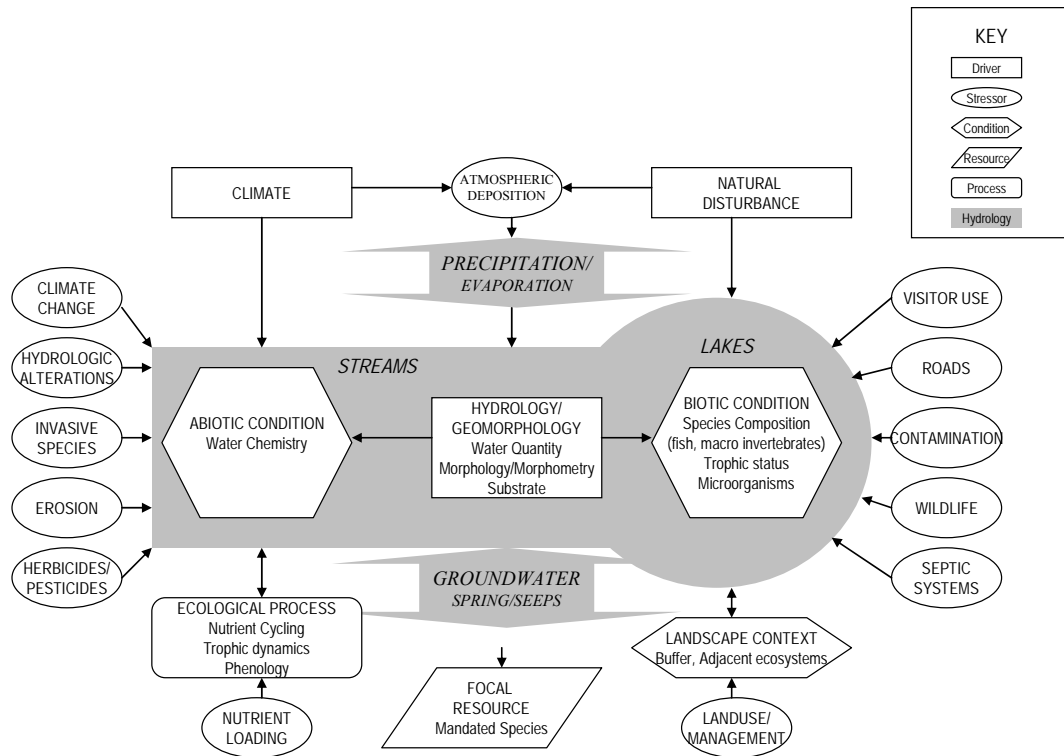 KEY
Driver
Stressor
Condition
Resource
Process
Hydrology
CLIMATE
ATMOSPHERIC
DEPOSITION
NATURAL
DISTURBANCE
PRECIPITATION/
EVAPORATION
CLIMATE
CHANGE
HYDROLOGIC
ALTERATIONS
INVASIVE
SPECIES
EROSION
HERBICIDES/
PESTICIDES
STREAMS
LAKES
ABIOTIC CONDITION
Water Chemistry
HYDROLOGY/
GEOMORPHOLOGY
Water Quantity
Morphology/Morphometry
Substrate
BIOTIC CONDITION
Species Composition
(fish, macro invertebrates)
Trophic status
Microorganisms
VISITOR USE
ROADS
CONTAMINATION
WILDLIFE
SEPTIC
SYSTEMS
GROUNDWATER
SPRING/SEEPS
ECOLOGICAL PROCESS
Nutrient Cycling
Trophic dynamics
Phenology
LANDSCAPE CONTEXT
Buffer, Adjacent ecosystems
FOCAL
RESOURCE
Mandated Species
NUTRIENT
LOADING
LANDUSE/
MANAGEMENT